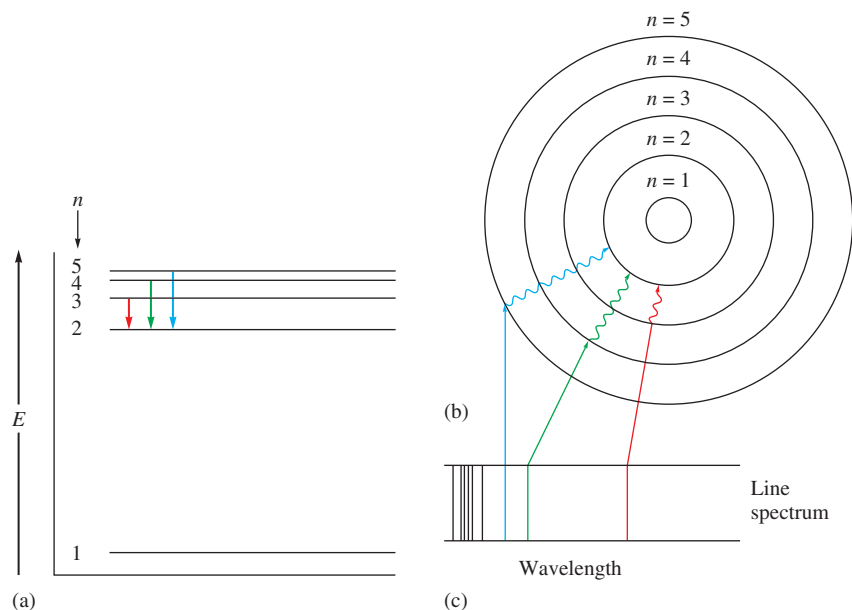 n
5
4
3
2
E
1
(a)
n = 5
n = 4
n = 3
n = 2
n = 1
(b)
Line
spectrum
Wavelength
(c)